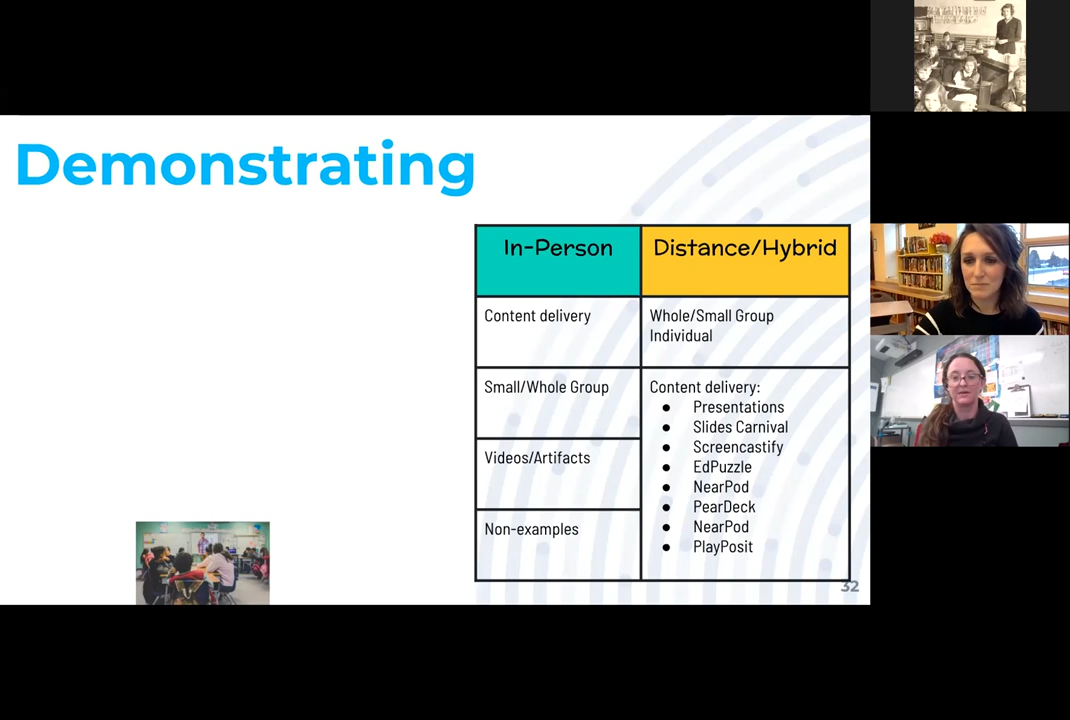 Demonstrating
In-Person
Distance/Hybrid
Content delivery
Whole/Small Group
Individual
Small/Whole Group
Content delivery:
● Presentations
● Slides Carnival
● Screencastify
● EdPuzzle
● NearPod
● PearDeck
● NearPod
● PlayPosit
Videos/Artifacts
Non-examples
32